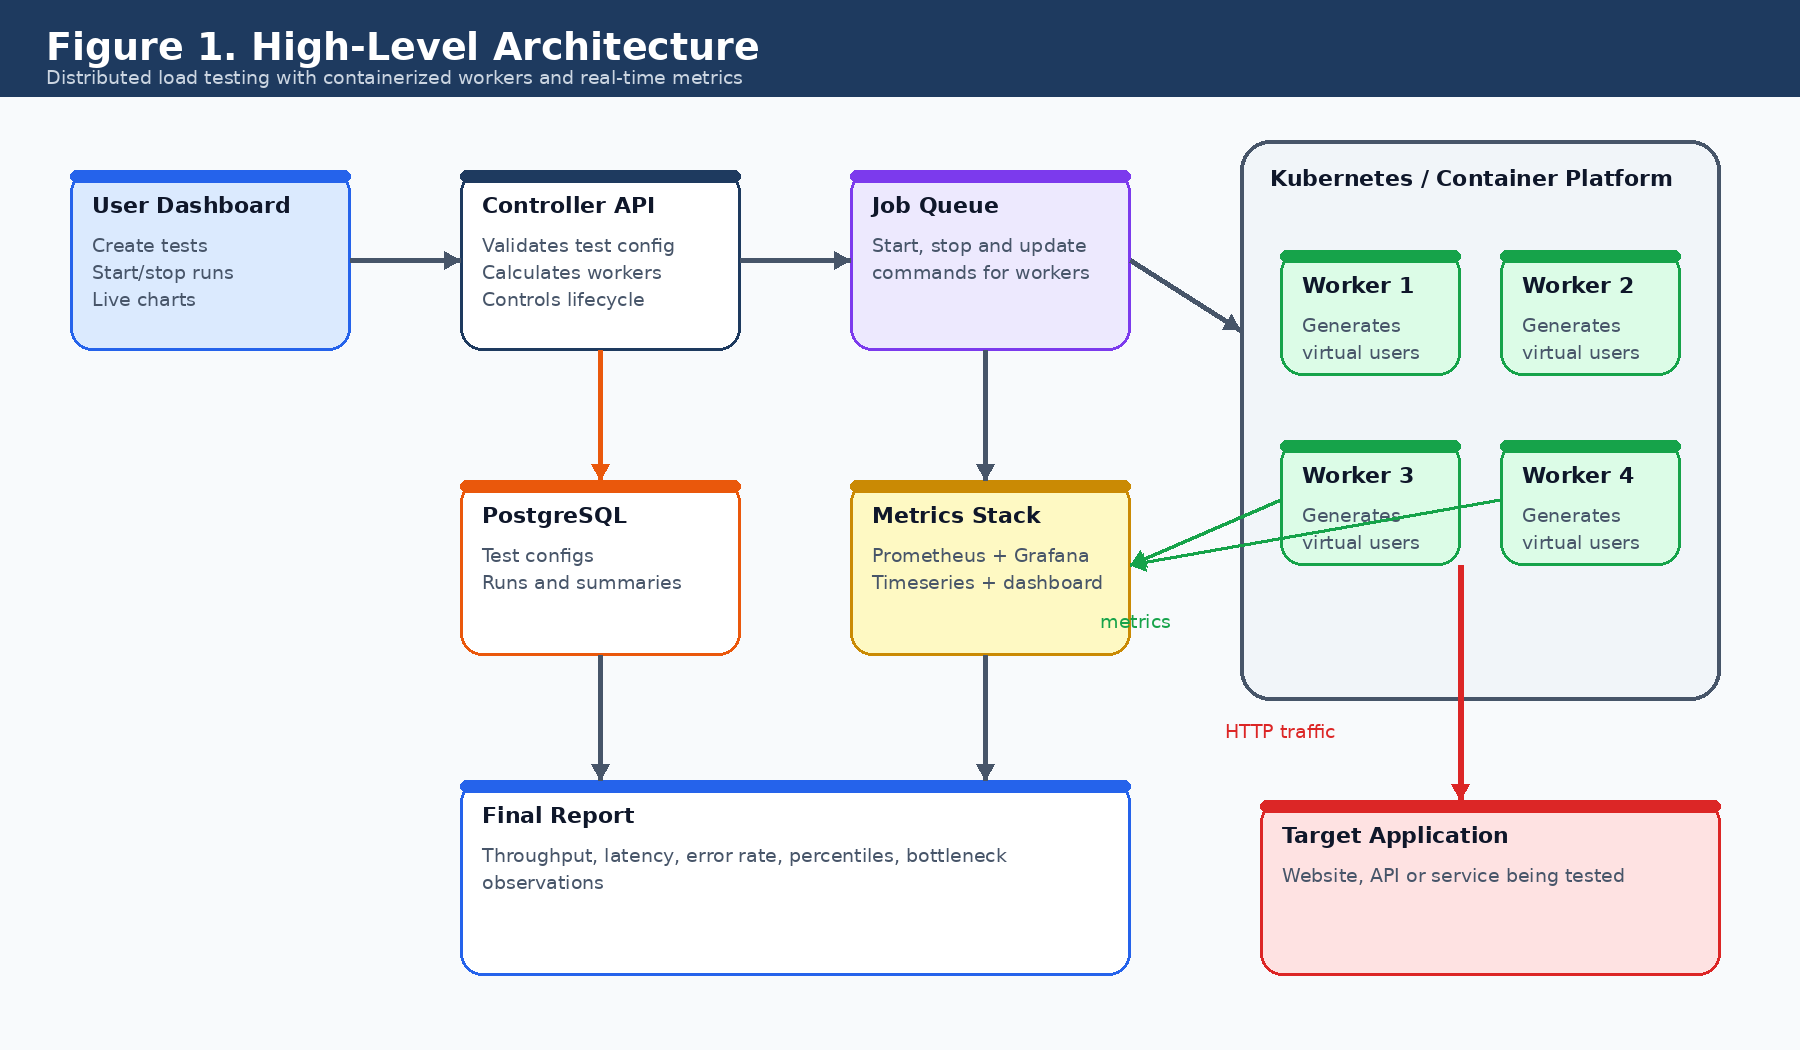 Figure 1. High-Level Architecture
Distributed load testing with containerized workers and real-time metrics
User Dashboard
Create tests
Start/stop runs
Live charts
Controller API
Validates test config
Calculates workers
Controls lifecycle
Job Queue
Start, stop and update
commands for workers
Kubernetes / Container Platform
Worker 1
Generates
virtual users
Worker 2
Generates
virtual users
Worker 3
Generates
virtual users
Worker 4
Generates
virtual users
PostgreSQL
Test configs
Runs and summaries
Metrics Stack
Prometheus + Grafana
Timeseries + dashboard
metrics
HTTP traffic
Final Report
Throughput, latency, error rate, percentiles, bottleneck
observations
Target Application
Website, API or service being tested